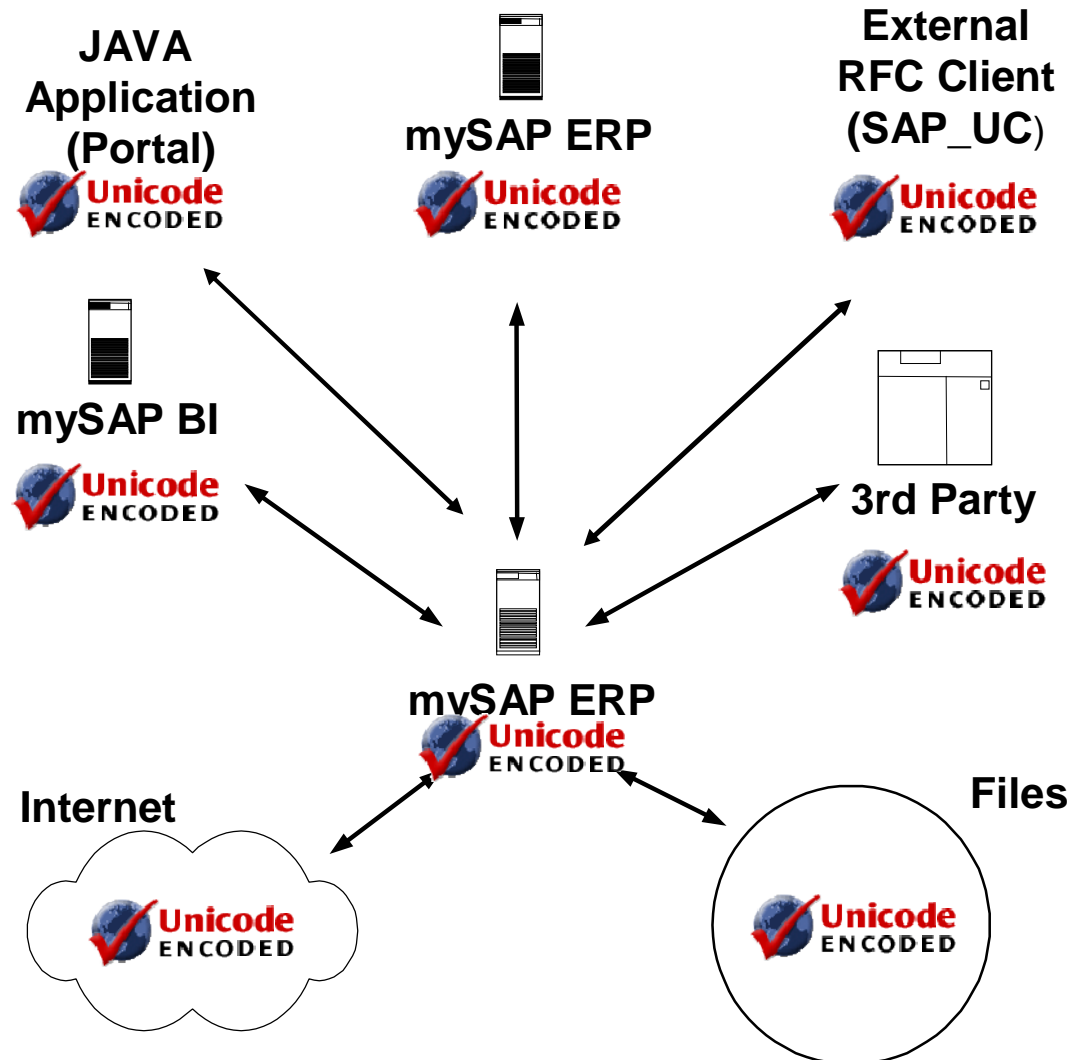 JAVA
Application
(Portal)
Unicode
ENCODED
mySAP ERP
Unicode
ENCODED
External
RFC Client
(SAP_UC)
Unicode
ENCODED
mySAP BI
Unicode
ENCODED
3rd Party
Unicode
ENCODED
mySAP ERP
Unicode
ENCODED
Internet
Unicode
ENCODED
Files
Unicode
ENCODED